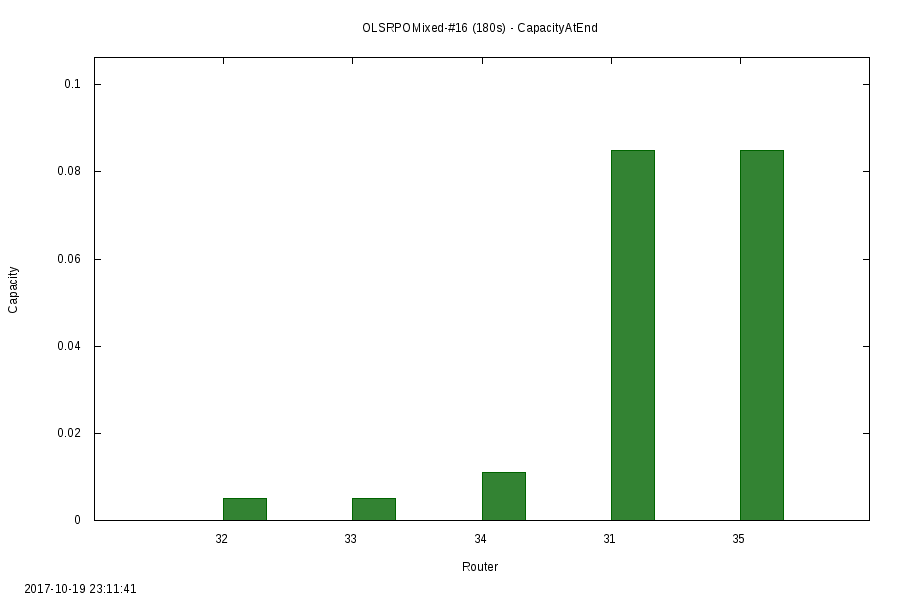 OLSRPOMixed-#16 (180s) - CapacityAtEnd
0.1
0.08
0.06
0.04
0.02
0
Capacity
32 33 34 31 35
Router
2017-10-19 23:11:41